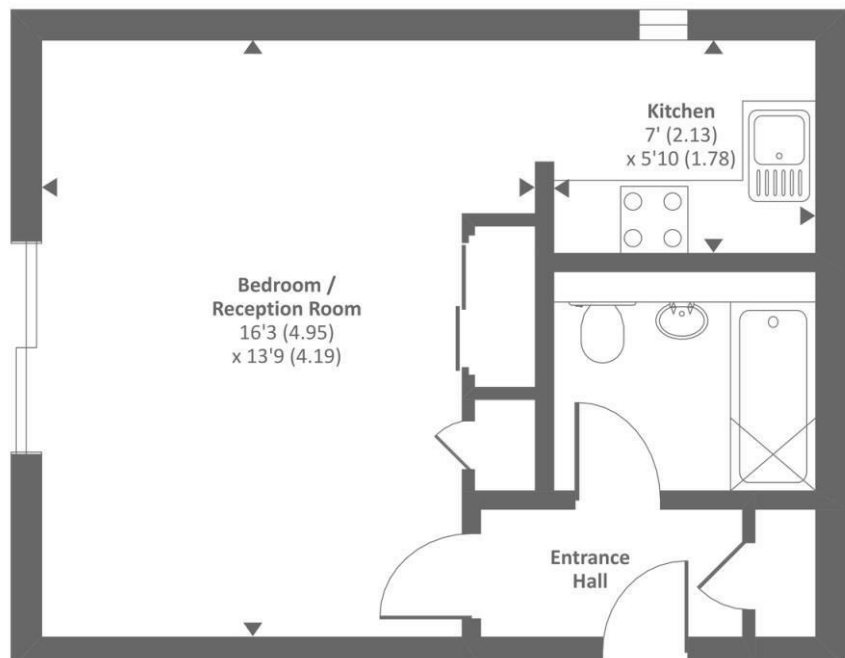 Kitchen
7' (2.13)
x 5'10 (1.78)
Bedroom /
Reception Room
16'3 (4.95)
x 13'9 (4.19)
Entrance
Hall